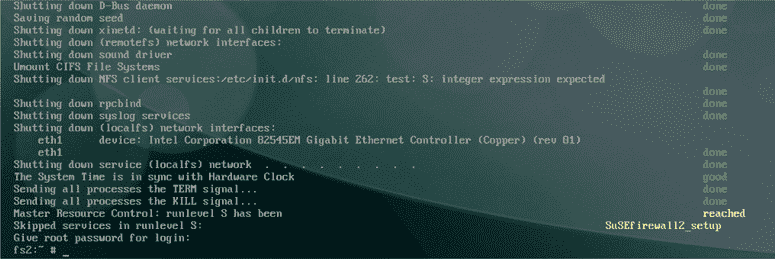 Shutting down D-Bus daemon done
Saving random seed done
Shutting down xinetd: (waiting for all children to terminate) done
Shutting down (remotefs) network interfaces:
Shutting down sound driver done
Umount CIFS File Systems done
Shutting down NFS client services:/etc/init.d/nfs: line 262: test: S: integer expression expected
done
Shutting down rpcbind done
Shutting down syslog services done
Shutting down (localfs) network interfaces:
eth1 device: Intel Corporation 82545EM Gigabit Ethernet Controller (Copper) (rev 01)
eth1 done
Shutting down service (localfs) network . . . . . . . . . done
The System Time is in sync with Hardware Clock good
Sending all processes the TERM signal... done
Sending all processes the KILL signal... done
Master Resource Control: runlevel S has been reached
Skipped services in runlevel S: SuSEfirewall2_setup
Give root password for login:
fs2:~ # _